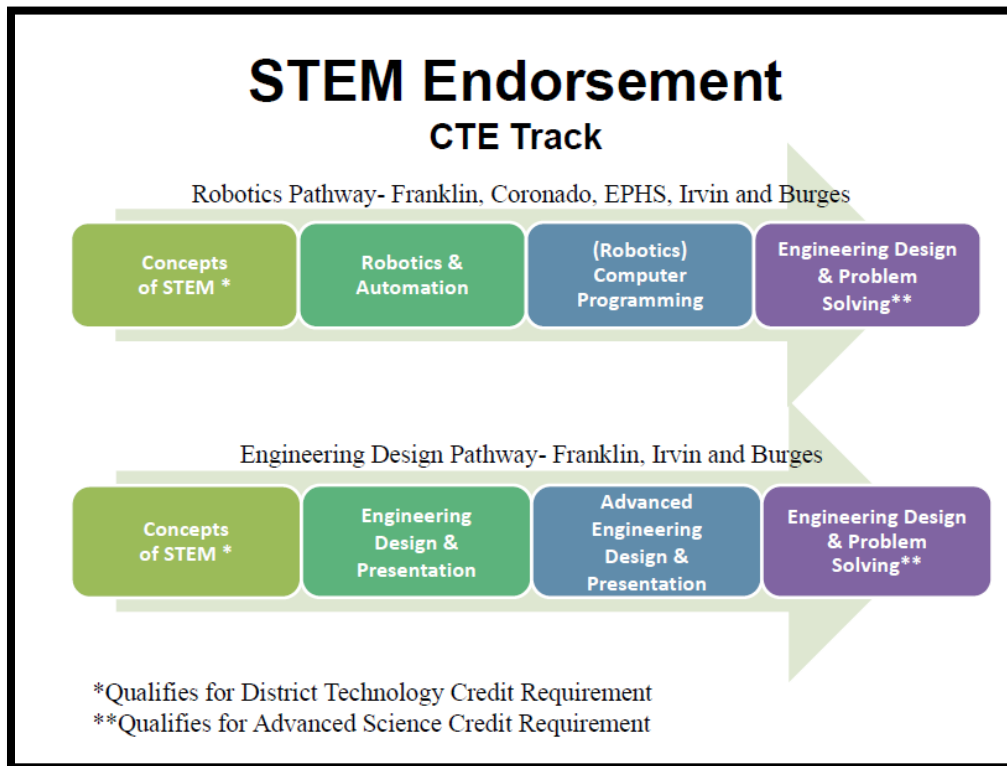 STEM Endorsement
CTE Track
Robotics Pathway- Franklin, Coronado, EPHS, Irvin and Burges
Concepts
of STEM *
Robotics &
Automation
(Robotics)
Computer
Programming
Engineering Design
& Problem
Solving**
Engineering Design Pathway- Franklin, Irvin and Burges
Concepts
of STEM *
Engineering
Design &
Presentation
Advanced
Engineering
Design &
Presentation
Engineering Design
& Problem
Solving**
*Qualifies for District Technology Credit Requirement
**Qualifies for Advanced Science Credit Requirement